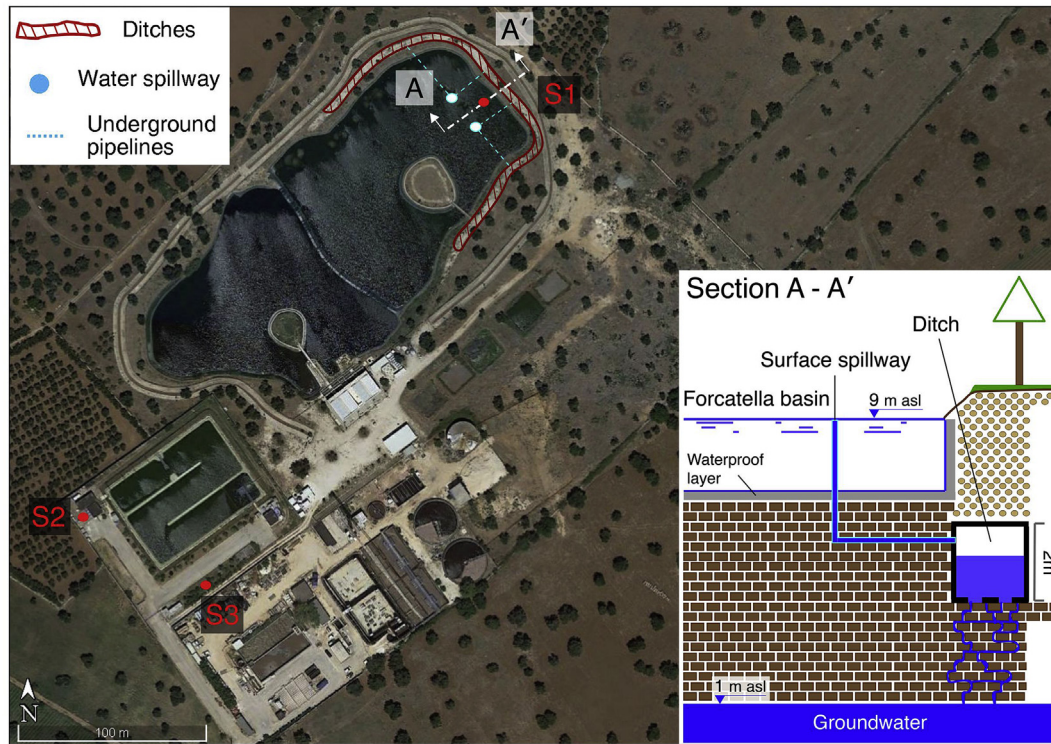 Ditches
Water spillway
Underground
pipelines
A
A′
S1
S2
S3
N
100 m
Section A - A′
Ditch
Surface spillway
Forcatella basin
9 m asl
Waterproof
layer
2m
1 m asl
Groundwater